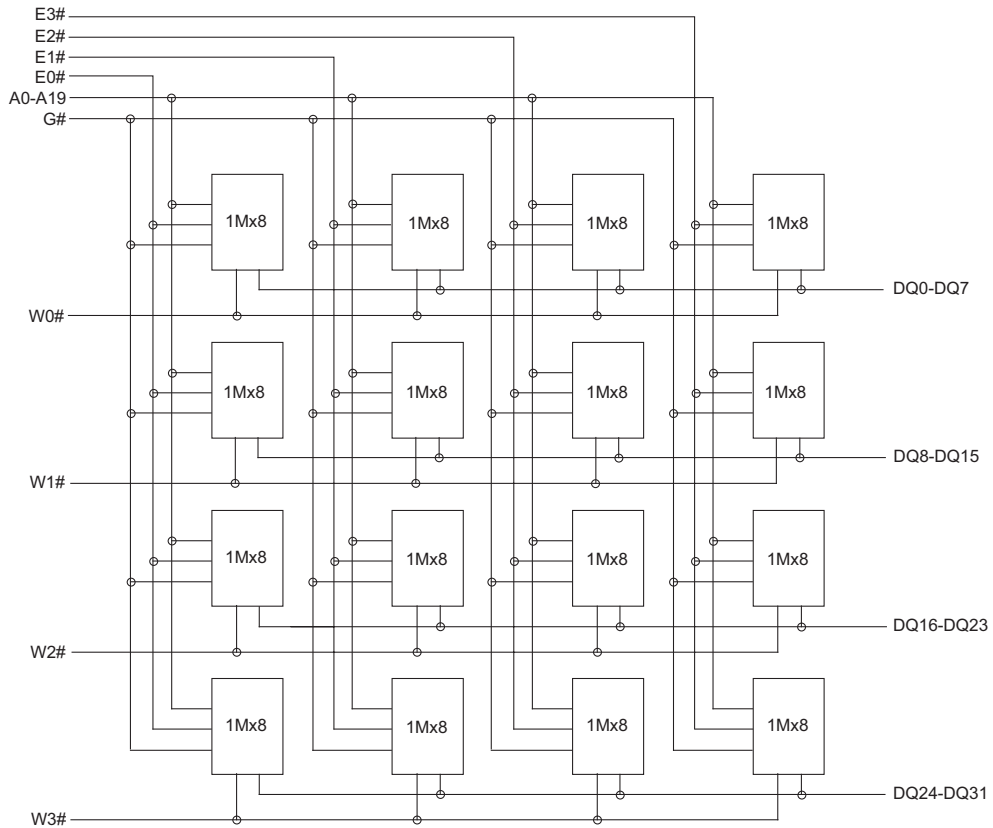 E3#
E2#
E1#
E0#
A0-A19
G#
1Mx8 1Mx8 1Mx8 1Mx8
DQ0-DQ7
W0#
1Mx8 1Mx8 1Mx8 1Mx8
DQ8-DQ15
W1#
1Mx8 1Mx8 1Mx8 1Mx8
DQ16-DQ23
W2#
1Mx8 1Mx8 1Mx8 1Mx8
DQ24-DQ31
W3#